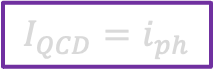 I_{QCD} = i_{ph}